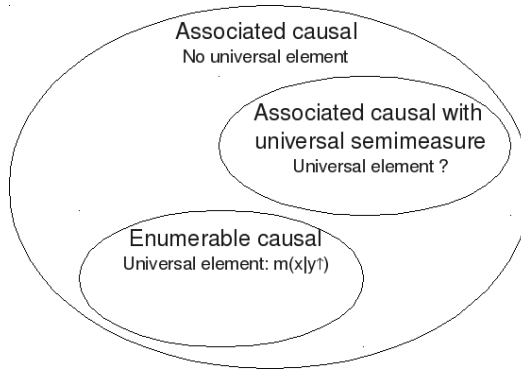 Associated causal
No universal element
Associated causal with
universal semimeasure
Universal element ?
Enumerable causal
Universal element: m(x|y↑)